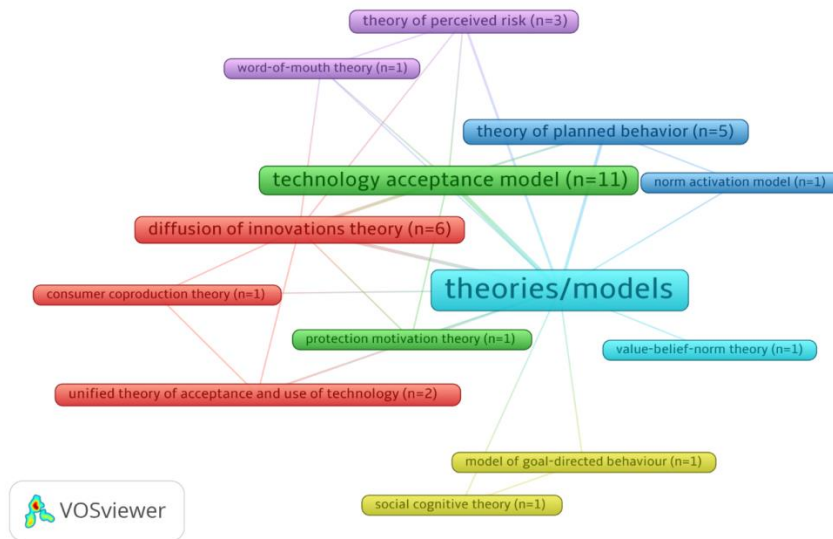 theory of perceived risk (n=3)
word-of-mouth theory (n=1)
theory of planned behavior (n=5)
technology acceptance model (n=11)
norm activation model (n=1)
diffusion of innovations theory (n=6)
theories/models
consumer coproduction theory (n=1)
protection motivation theory (n=1)
value-belief-norm theory (n=1)
unified theory of acceptance and use of technology (n=2)
model of goal-directed behaviour (n=1)
social cognitive theory (n=1)
VOSviewer